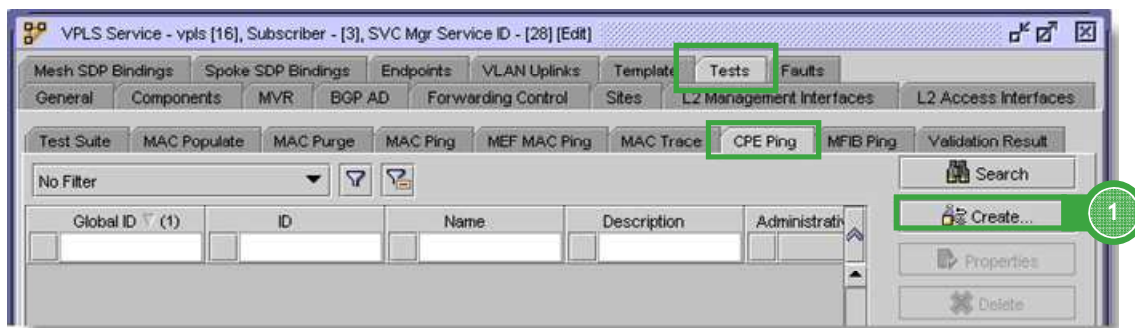 VPLS Service - vpls [16], Subscriber - [3], SVC Mgr Service ID - [28] [Edit]
Mesh SDP Bindings Spoke SDP Bindings Endpoints VLAN Uplinks Template Tests Faults
General Components MVR BGP AD Forwarding Control Sites L2 Management Interfaces L2 Access Interfaces
Test Suite MAC Populate MAC Purge MAC Ping MEF MAC Ping MAC Trace CPE Ping MFIB Ping Validation Result
No Filter Search
Global ID (1) ID Name Description Administrativ Create... 1
Properties
Delete